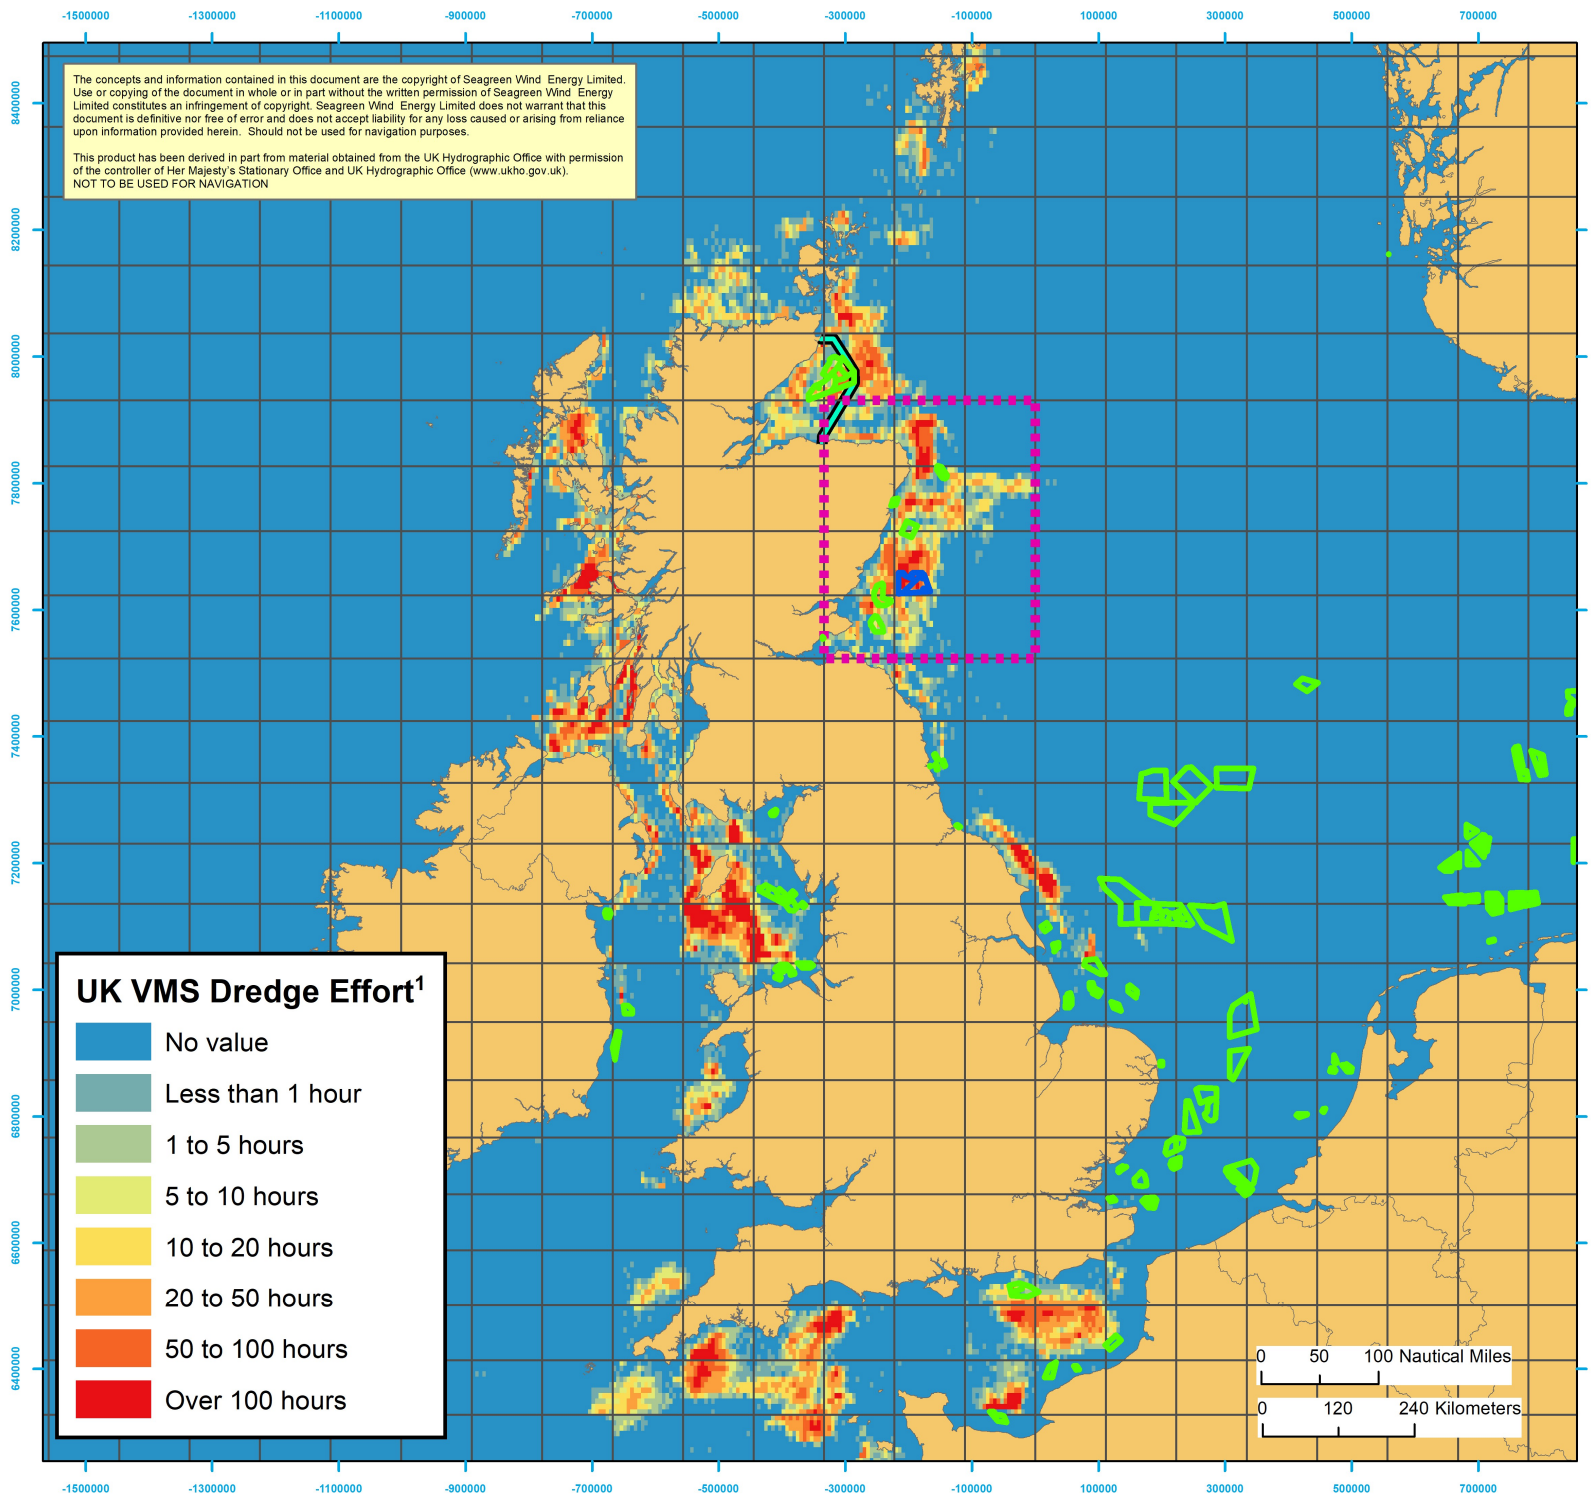 -1500000 -1300000 -1100000 -900000 -700000 -500000 -300000 -100000 100000 300000 500000 700000
The concepts and information contained in this document are the copyright of Seagreen Wind Energy Limited.
Use or copying of the document in whole or in part without the written permission of Seagreen Wind Energy
Limited constitutes an infringement of copyright. Seagreen Wind Energy Limited does not warrant that this
document is definitive nor free of error and does not accept liability for any loss caused or arising from reliance
upon information provided herein. Should not be used for navigation purposes.
This product has been derived in part from material obtained from the UK Hydrographic Office with permission
of the controller of Her Majesty's Stationary Office and UK Hydrographic Office (www.ukho.gov.uk).
NOT TO BE USED FOR NAVIGATION
8400000
8200000
8000000
7800000
7600000
7400000
7200000
7000000
6800000
6600000
6400000
UK VMS Dredge Effort1
No value
Less than 1 hour
1 to 5 hours
5 to 10 hours
10 to 20 hours
20 to 50 hours
50 to 100 hours
Over 100 hours
0 50 100 Nautical Miles
0 120 240 Kilometers
-1500000 -1300000 -1100000 -900000 -700000 -500000 -300000 -100000 100000 300000 500000 700000